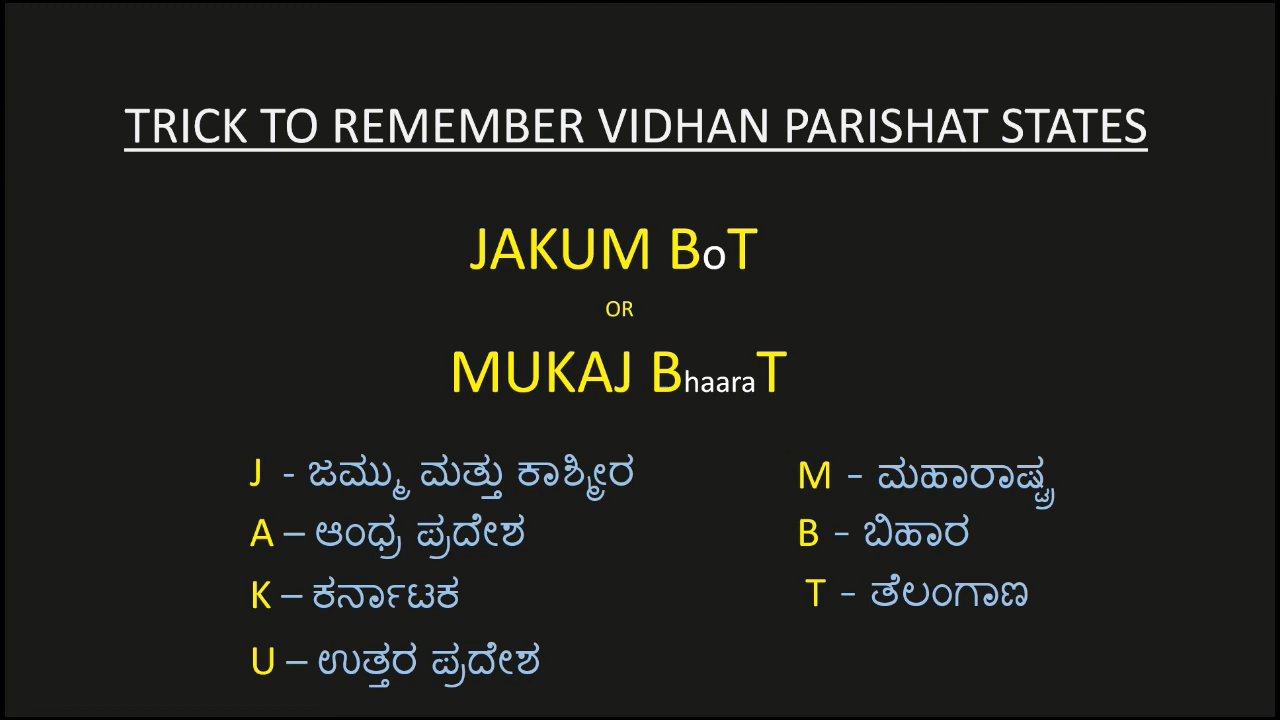 TRICK TO REMEMBER VIDHAN PARISHAT STATES
JAKUM BoT
OR
MUKAJ BhaaraT
J - ಜಮ್ಮು ಮತ್ತು ಕಾಶ್ಮೀರ
A – ಆಂಧ್ರ ಪ್ರದೇಶ
K – ಕರ್ನಾಟಕ
U – ಉತ್ತರ ಪ್ರದೇಶ
M – ಮಹಾರಾಷ್ಟ್ರ
B - ಬಿಹಾರ
T - ತೆಲಂಗಾಣ